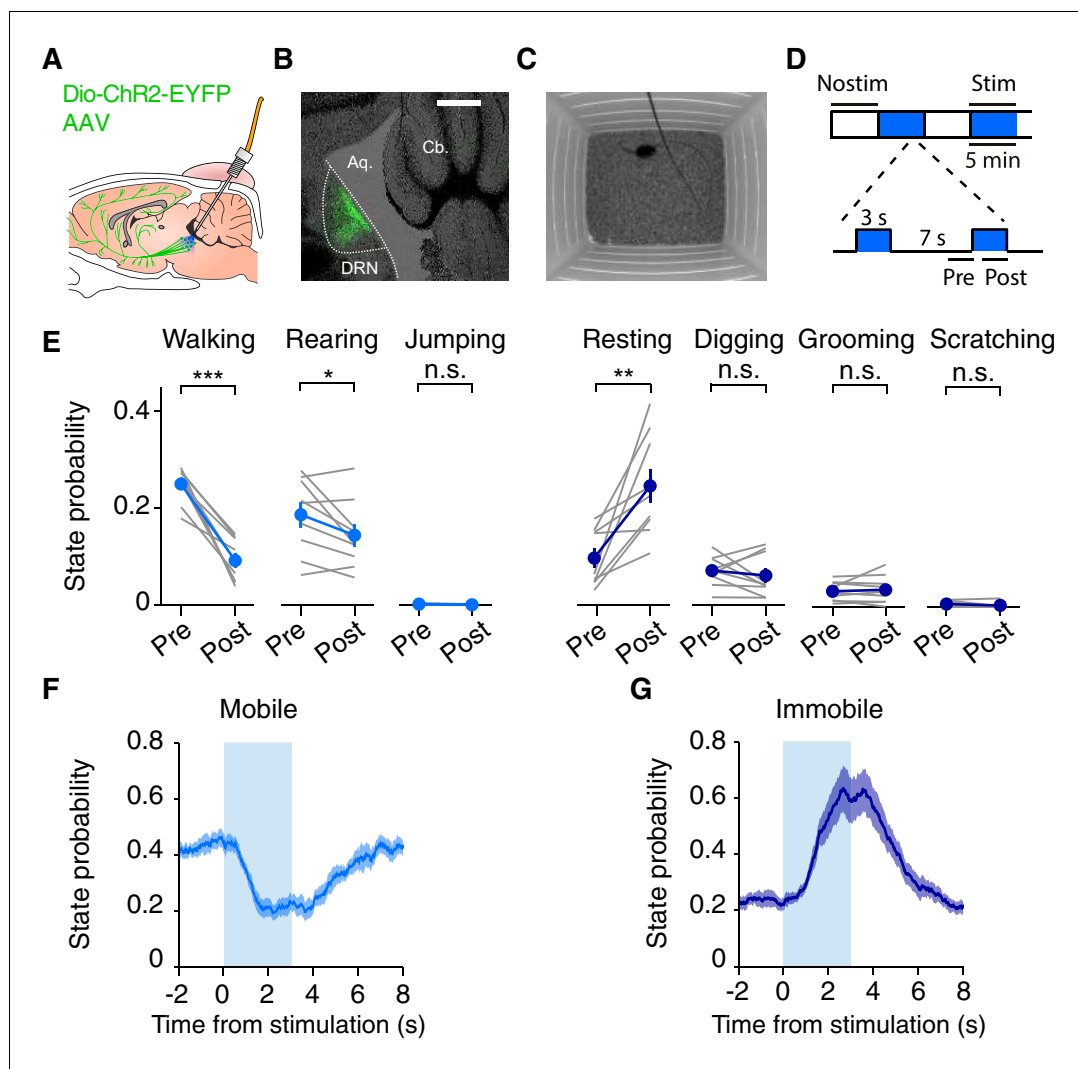 A
Dio-ChR2-EYFP
AAV
B
Aq.
Cb.
DRN
C
D
Nostim
Stim
5 min
3 s
7 s
Pre
Post
E
Walking
Rearing
Jumping
Resting
Digging
Grooming
Scratching
***
*
n.s.
**
n.s.
n.s.
n.s.
State probability
0.4
0.2
0
Pre
Post
Pre
Post
Pre
Post
Pre
Post
Pre
Post
Pre
Post
Pre
Post
F
Mobile
State probability
0.8
0.6
0.4
0.2
0
-2
0
2
4
6
8
Time from stimulation (s)
G
Immobile
State probability
0.8
0.6
0.4
0.2
0
-2
0
2
4
6
8
Time from stimulation (s)